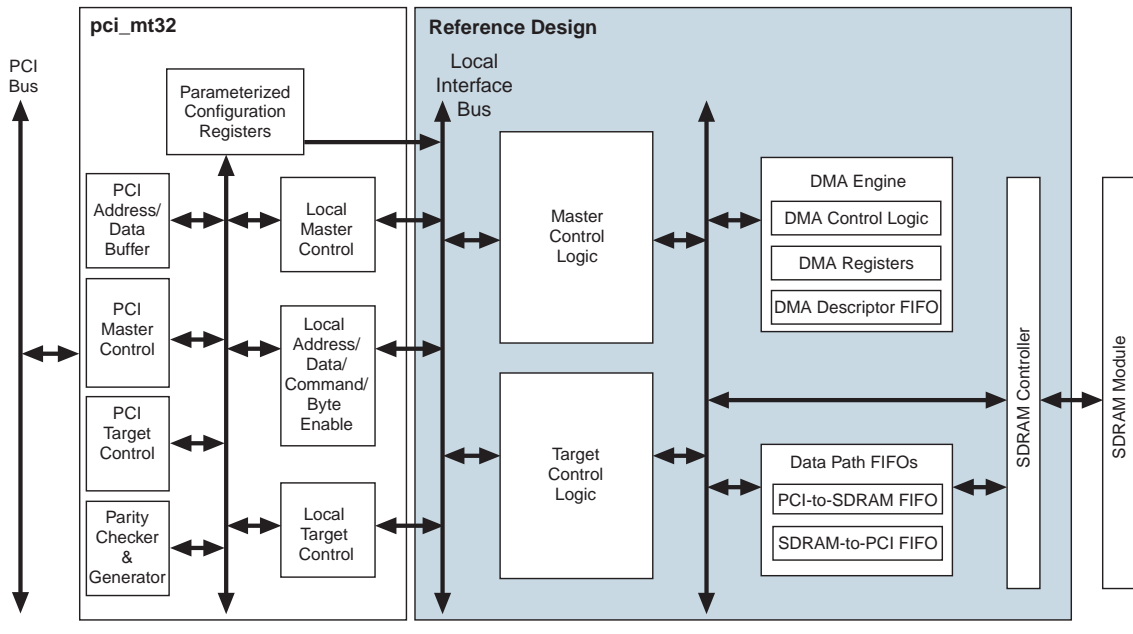 pci_mt32
Reference Design
PCI
Bus
Local
Interface
Bus
Parameterized
Configuration
Registers
PCI
Address/
Data
Buffer
Local
Master
Control
PCI
Master
Control
Local
Address/
Data/
Command/
Byte
Enable
PCI
Target
Control
Parity
Checker
&
Generator
Local
Target
Control
Master
Control
Logic
Target
Control
Logic
DMA Engine
DMA Control Logic
DMA Registers
DMA Descriptor FIFO
Data Path FIFOs
PCI-to-SDRAM FIFO
SDRAM-to-PCI FIFO
SDRAM Controller
SDRAM Module